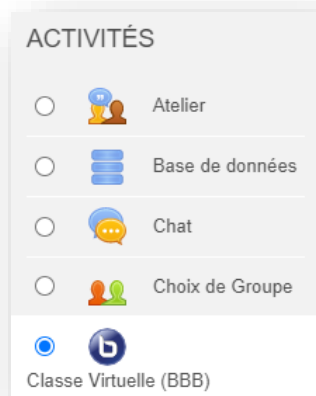 ACTIVITÉS
Atelier
Base de données
Chat
Choix de Groupe
b
Classe Virtuelle (BBB)